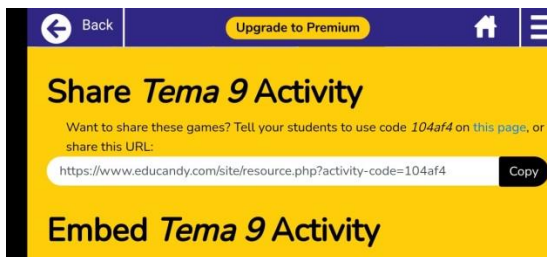 Back
Upgrade to Premium
Share Tema 9 Activity
Want to share these games? Tell your students to use code 104af4 on this page, or
share this URL:
https://www.educandy.com/site/resource.php?activity-code=104af4
Copy
Embed Tema 9 Activity